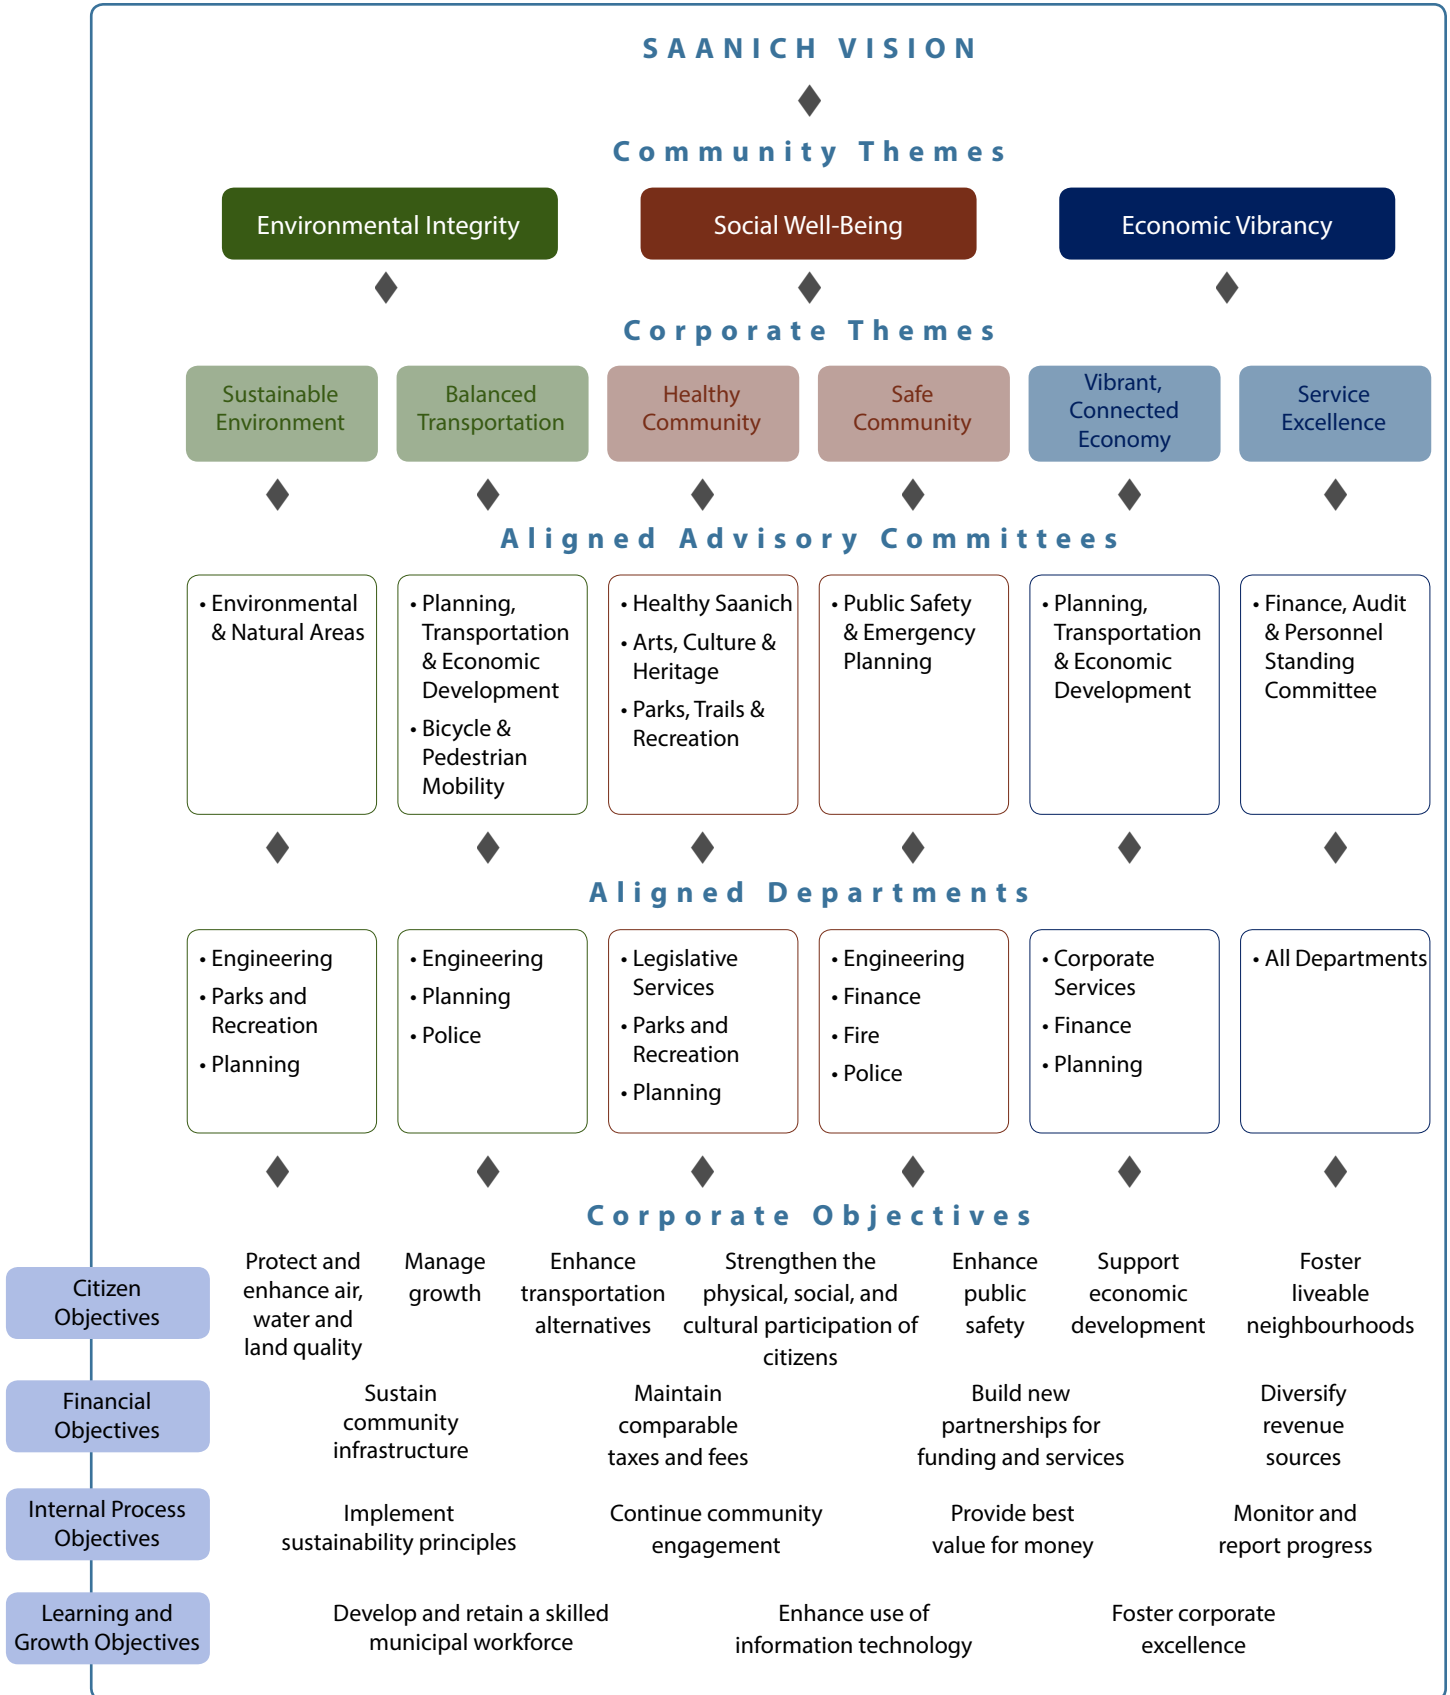 SAANICH VISION
Community Themes
Environmental Integrity
Social Well-Being
Economic Vibrancy
Corporate Themes
Sustainable
Environment
Balanced
Transportation
Healthy
Community
Safe
Community
Vibrant,
Connected
Economy
Service
Excellence
Aligned Advisory Committees
• Environmental
& Natural Areas
• Planning,
Transportation
& Economic
Development
• Bicycle &
Pedestrian
Mobility
• Healthy Saanich
• Arts, Culture &
Heritage
• Parks, Trails &
Recreation
• Public Safety
& Emergency
Planning
• Planning,
Transportation
& Economic
Development
• Finance, Audit
& Personnel
Standing
Committee
Aligned Departments
• Engineering
• Parks and
Recreation
• Planning
• Engineering
• Planning
• Police
• Legislative
Services
• Parks and
Recreation
• Planning
• Engineering
• Finance
• Fire
• Police
• Corporate
Services
• Finance
• Planning
• All Departments
Corporate Objectives
Citizen
Objectives
Protect and
enhance air,
water and
land quality
Manage
growth
Enhance
transportation
alternatives
Strengthen the
physical, social, and
cultural participation of
citizens
Enhance
public
safety
Support
economic
development
Foster
liveable
neighbourhoods
Financial
Objectives
Sustain
community
infrastructure
Maintain
comparable
taxes and fees
Build new
partnerships for
funding and services
Diversify
revenue
sources
Internal Process
Objectives
Implement
sustainability principles
Continue community
engagement
Provide best
value for money
Monitor and
report progress
Learning and
Growth Objectives
Develop and retain a skilled
municipal workforce
Enhance use of
information technology
Foster corporate
excellence